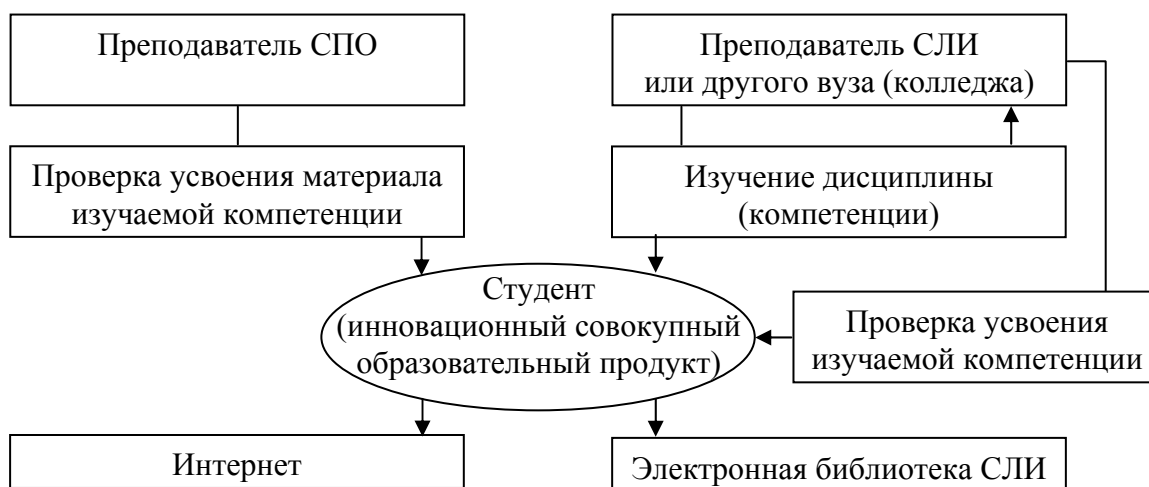 Преподаватель СПО
Преподаватель СЛИ
или другого вуза (колледжа)
Проверка усвоения материала
изучаемой компетенции
Изучение дисциплины
(компетенции)
Студент
(инновационный совокупный
образовательный продукт)
Проверка усвоения
изучаемой компетенции
Интернет
Электронная библиотека СЛИ